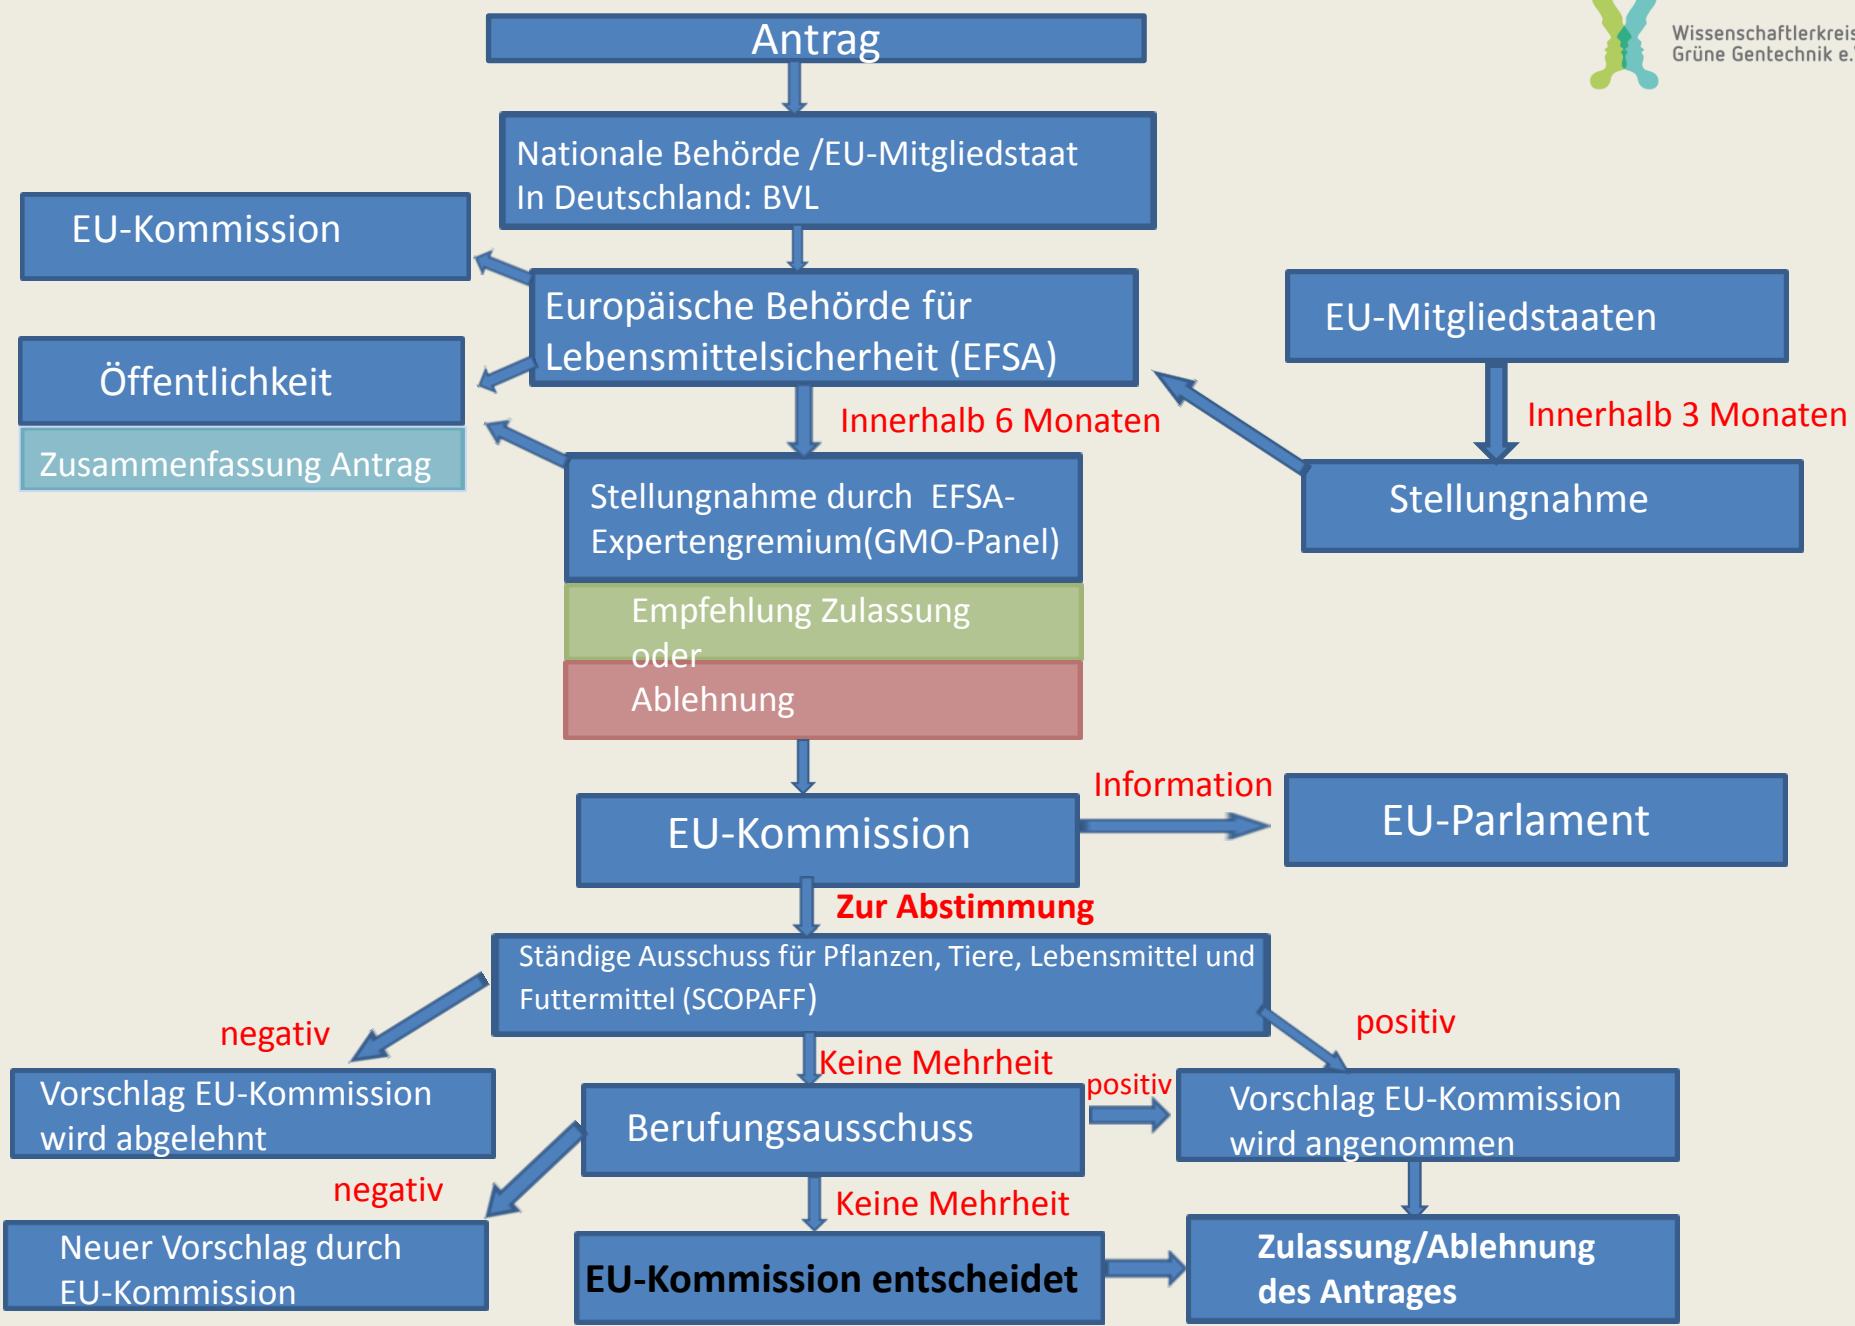 Antrag
Wissenschaftlerkreis
Grüne Gentechnik e.V
Nationale Behörde /EU-Mitgliedstaat
In Deutschland: BVL
EU-Kommission
Europäische Behörde für
Lebensmittelsicherheit (EFSA)
EU-Mitgliedstaaten
Öffentlichkeit
Zusammenfassung Antrag
Innerhalb 6 Monaten
Innerhalb 3 Monaten
Stellungnahme durch EFSA-
Expertengremium(GMO-Panel)
Stellungnahme
Empfehlung Zulassung
oder
Ablehnung
EU-Kommission
Information
EU-Parlament
Zur Abstimmung
Ständige Ausschuss für Pflanzen, Tiere, Lebensmittel und
Futtermittel (SCOPAFF)
negativ
Keine Mehrheit
positiv
Vorschlag EU-Kommission
wird abgelehnt
Berufungsausschuss
positiv
Vorschlag EU-Kommission
wird angenommen
negativ
Keine Mehrheit
Neuer Vorschlag durch
EU-Kommission
EU-Kommission entscheidet
Zulassung/Ablehnung
des Antrages